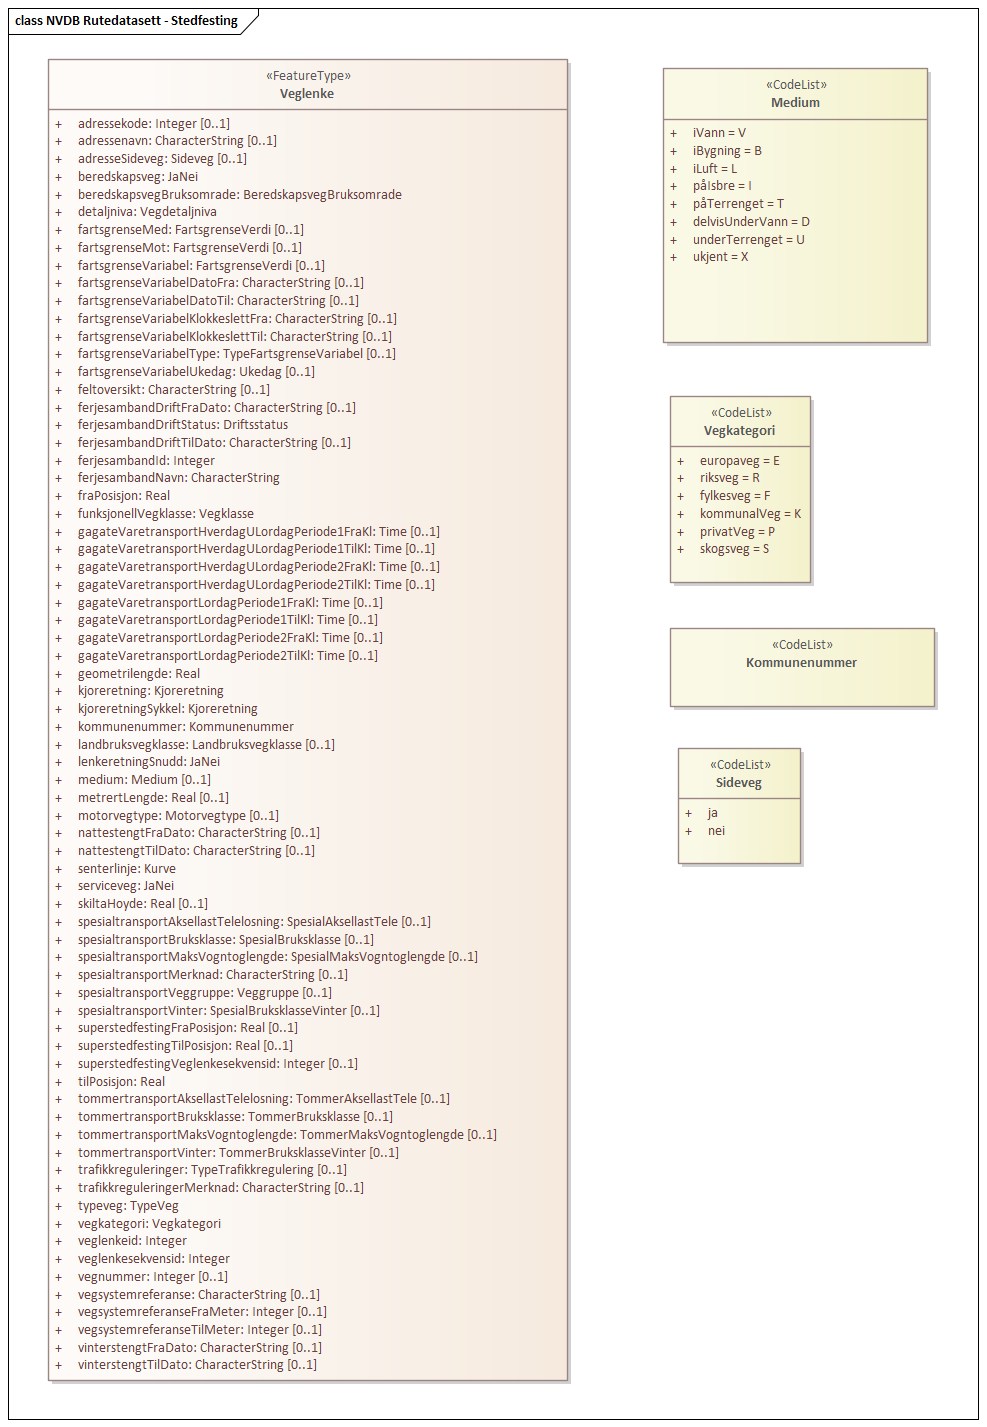 class NVDB Rutedatasett - Stedfesting
«FeatureType»
Veglenke
+ adressekode: Integer [0..1]
+ adressenavn: CharacterString [0..1]
+ adresseSideveg: Sideveg [0..1]
+ beredskapsveg: JaNei
+ beredskapsvegBruksomrade: BeredskapsvegBruksomrade
+ detaljniva: Vegdetaljniva
+ fartsgrenseMed: FartsgrenseVerdi [0..1]
+ fartsgrenseMot: FartsgrenseVerdi [0..1]
+ fartsgrenseVariabel: FartsgrenseVerdi [0..1]
+ fartsgrenseVariabelDatoFra: CharacterString [0..1]
+ fartsgrenseVariabelDatoTil: CharacterString [0..1]
+ fartsgrenseVariabelKlokkeslettFra: CharacterString [0..1]
+ fartsgrenseVariabelKlokkeslettTil: CharacterString [0..1]
+ fartsgrenseVariabelType: TypeFartsgrenseVariabel [0..1]
+ fartsgrenseVariabelUkedag: Ukedag [0..1]
+ feltoversikt: CharacterString [0..1]
+ ferjesambandDriftFraDato: CharacterString [0..1]
+ ferjesambandDriftStatus: Driftsstatus
+ ferjesambandDriftTilDato: CharacterString [0..1]
+ ferjesambandId: Integer
+ ferjesambandNavn: CharacterString
+ fraPosisjon: Real
+ funksjonellVegklasse: Vegklasse
+ gagateVaretransportHverdagULordagPeriode1FraKl: Time [0..1]
+ gagateVaretransportHverdagULordagPeriode1TilKl: Time [0..1]
+ gagateVaretransportHverdagULordagPeriode2FraKl: Time [0..1]
+ gagateVaretransportHverdagULordagPeriode2TilKl: Time [0..1]
+ gagateVaretransportLordagPeriode1FraKl: Time [0..1]
+ gagateVaretransportLordagPeriode1TilKl: Time [0..1]
+ gagateVaretransportLordagPeriode2FraKl: Time [0..1]
+ gagateVaretransportLordagPeriode2TilKl: Time [0..1]
+ geometrilengde: Real
+ kjoreretning: Kjoreretning
+ kjoreretningSykkel: Kjoreretning
+ kommunenummer: Kommunenummer
+ landbruksvegklasse: Landbruksvegklasse [0..1]
+ lenkeretningSnudd: JaNei
+ medium: Medium [0..1]
+ metrertLengde: Real [0..1]
+ motorvegtype: Motorvegtype [0..1]
+ nattestengtFraDato: CharacterString [0..1]
+ nattestengtTilDato: CharacterString [0..1]
+ senterlinje: Kurve
+ serviceveg: JaNei
+ skiltaHoyde: Real [0..1]
+ spesialtransportAksellastTelelosning: SpesialAksellastTele [0..1]
+ spesialtransportBruksklasse: SpesialBruksklasse [0..1]
+ spesialtransportMaksVogntoglengde: SpesialMaksVogntoglengde [0..1]
+ spesialtransportMerknad: CharacterString [0..1]
+ spesialtransportVeggruppe: Veggruppe [0..1]
+ spesialtransportVinter: SpesialBruksklasseVinter [0..1]
+ superstedfestingFraPosisjon: Real [0..1]
+ superstedfestingTilPosisjon: Real [0..1]
+ superstedfestingVeglenkesekvensid: Integer [0..1]
+ tilPosisjon: Real
+ tommertransportAksellastTelelosning: TommerAksellastTele [0..1]
+ tommertransportBruksklasse: TommerBruksklasse [0..1]
+ tommertransportMaksVogntoglengde: TommerMaksVogntoglengde [0..1]
+ tommertransportVinter: TommerBruksklasseVinter [0..1]
+ trafikkreguleringer: TypeTrafikkregulering [0..1]
+ trafikkreguleringerMerknad: CharacterString [0..1]
+ typeveg: TypeVeg
+ vegkategori: Vegkategori
+ veglenkeid: Integer
+ veglenkesekvensid: Integer
+ vegnummer: Integer [0..1]
+ vegsystemreferanse: CharacterString [0..1]
+ vegsystemreferanseFraMeter: Integer [0..1]
+ vegsystemreferanseTilMeter: Integer [0..1]
+ vinterstengtFraDato: CharacterString [0..1]
+ vinterstengtTilDato: CharacterString [0..1]
«CodeList»
Medium
+ iVann = V
+ iBygning = B
+ iLuft = L
+ påIsbre = I
+ påTerrenget = T
+ delvisUnderVann = D
+ underTerrenget = U
+ ukjent = X
«CodeList»
Vegkategori
+ europaveg = E
+ riksveg = R
+ fylkesveg = F
+ kommunalVeg = K
+ privatVeg = P
+ skogsveg = S
«CodeList»
Kommunenummer
«CodeList»
Sideveg
+ ja
+ nei